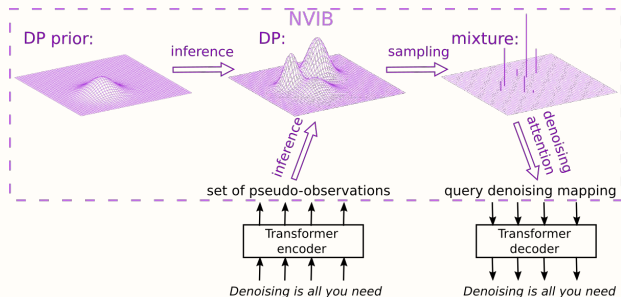 NVIB
DP prior:
inference
DP:
sampling
mixture:
inference
denoising
attention
set of pseudo-observations
query denoising mapping
Transformer
encoder
Transformer
decoder
Denoising is all you need
Denoising is all you need